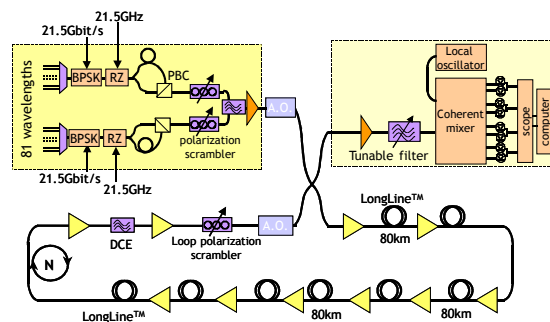 21.5GHz
21.5Gbit/s
BPSK
RZ
PBC
81 wavelengths
A.O.
BPSK
RZ
polarization
scrambler
21.5Gbit/s
21.5GHz
Local
oscillator
Coherent
mixer
scope
computer
Tunable filter
LongLine™
80km
DCE
Loop polarization
scrambler
A.O.
N
LongLine™
80km
80km